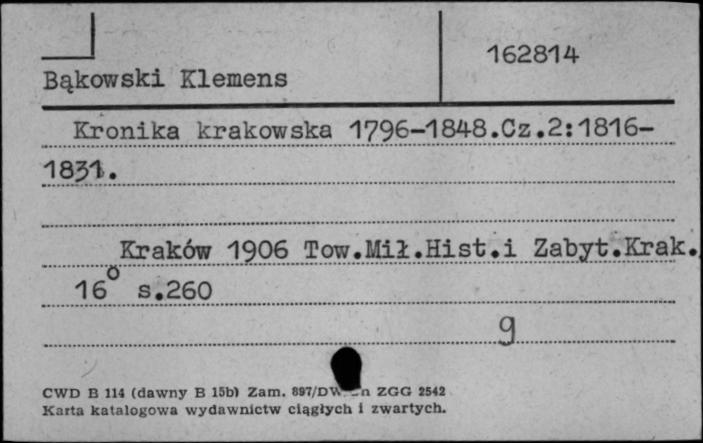 162814
Bąkowski Klemens
Kronika krakowska 1796-1848.Cz.2:1816-
1831.
Kraków 1906 Tow.Mił.Hist.i Zabyt.Krak.
16° s.260
g
CWD B 114 (dawny B 15b) Zam. 897/DW ZGG 2542
Karta katalogowa wydawnictw ciągłych i zwartych.